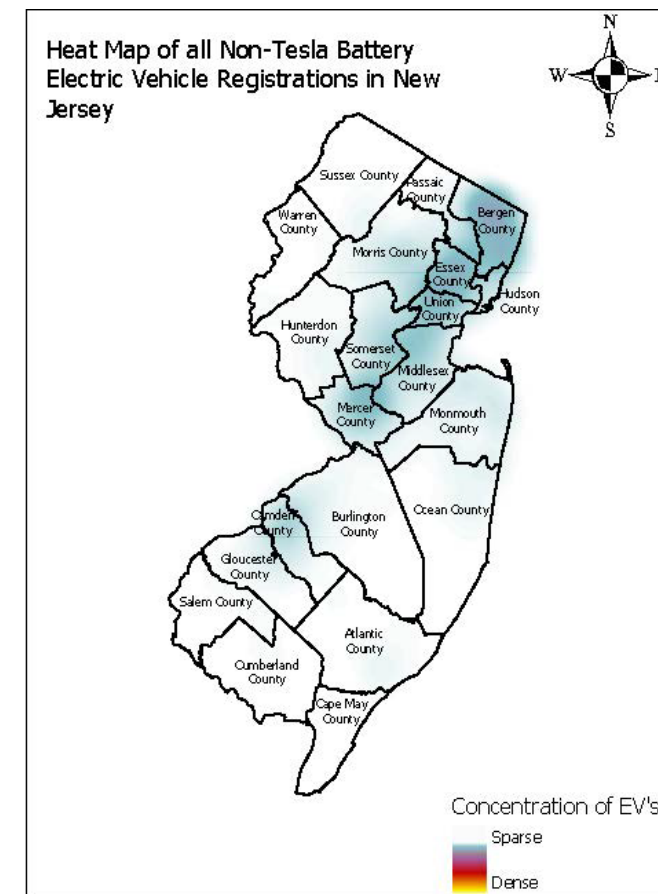 Heat Map of all Non-Tesla Battery
Electric Vehicle Registrations in New
Jersey
N
W
S
Sussex County
Passaic
County
Bergen
County
Warren
County
Morris County
Essex
County
Hudson
County
Union
County
Hunterdon
County
Somerset
County
Middlesex
County
Mercer
County
Monmouth
County
Ocean County
Camden
County
Burlington
County
Gloucester
County
Salem County
Atlantic
County
Cumberland
County
Cape May
County
Concentration of EV's
Sparse
Dense